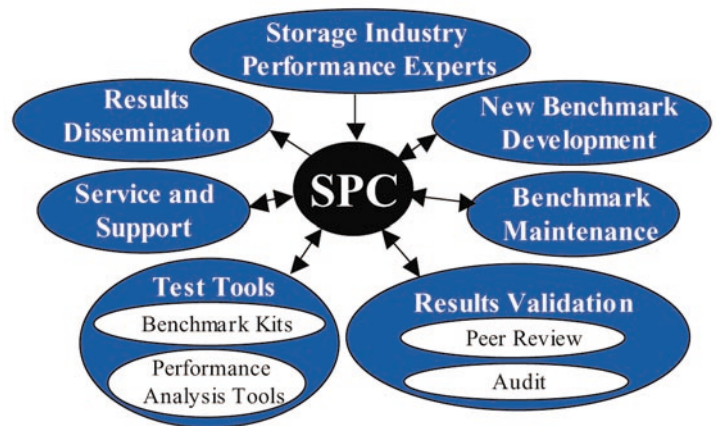 Storage Industry
Performance Experts
Results
Dissemination
New Benchmark
Development
SPC
Service and
Support
Benchmark
Maintenance
Test Tools
Benchmark Kits
Performance
Analysis Tools
Results Validation
Peer Review
Audit